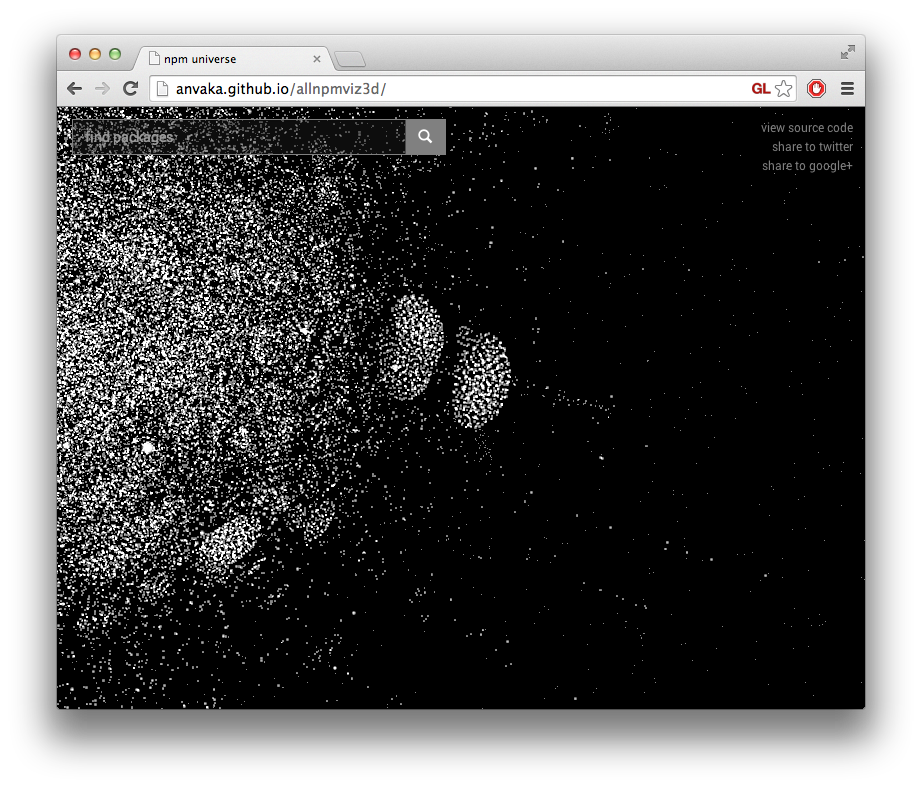 npm universe
anvaka.github.io/allnpmviz3d/
GL
find packages
view source code
share to twitter
share to google+